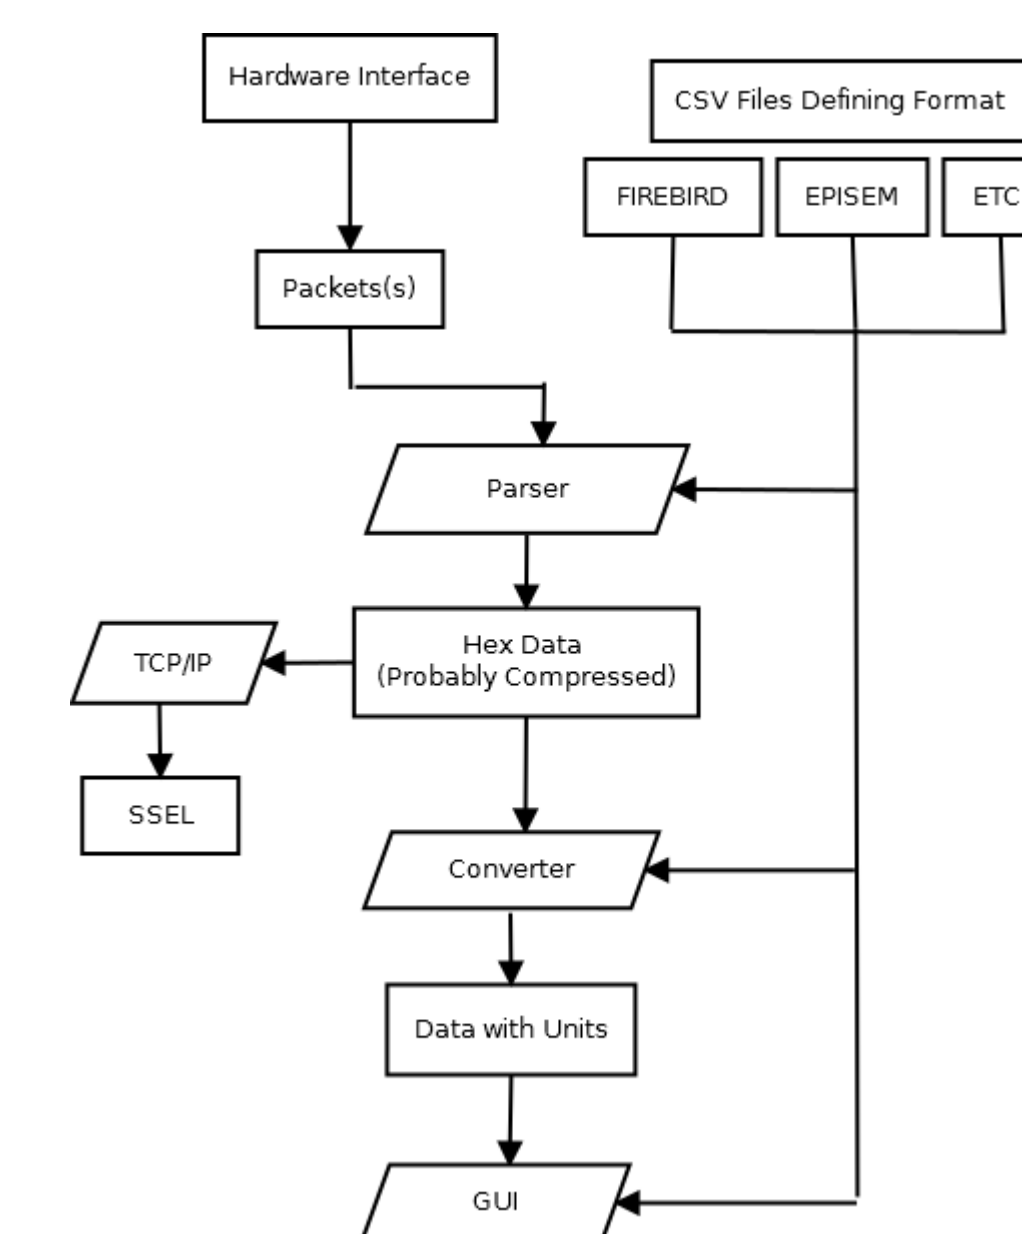 Hardware Interface
CSV Files Defining Format
FIREBIRD
EPISEM
ETC
Packets(s)
Parser
Hex Data
(Probably Compressed)
TCP/IP
SSEL
Converter
Data with Units
GUI